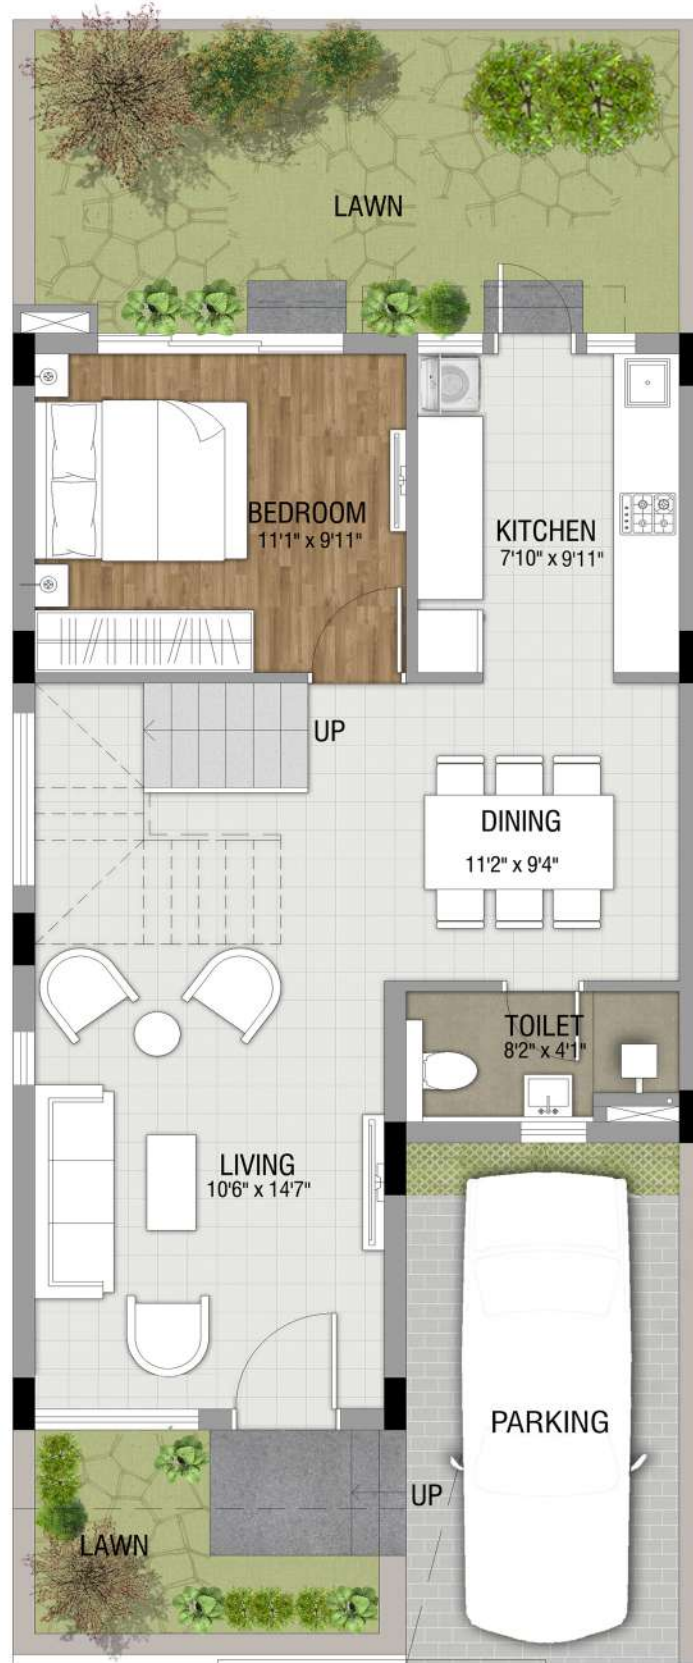 LAWN
BEDROOM
11'1" x 9'11"
KITCHEN
7'10" x 9'11"
UP
DINING
11'2" x 9'4"
TOILET
8'2" x 4'1"
LIVING
10'6" x 14'7"
PARKING
UP
LAWN